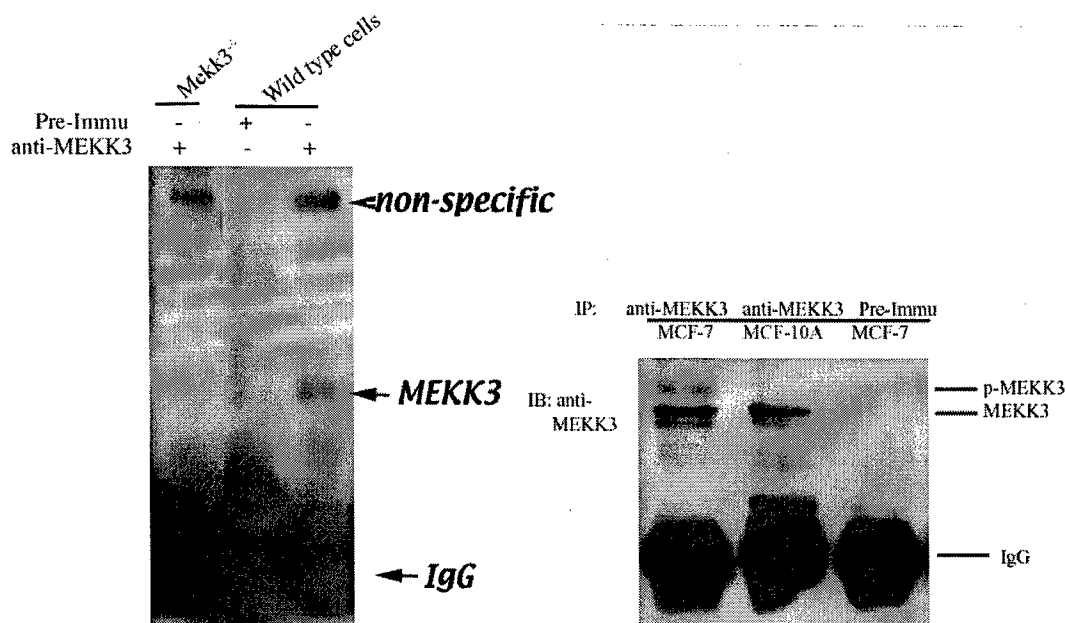 Mekk3-/-
Wild type cells
Pre-Immu - + -
anti-MEKK3 + - +
non-specific
MEKK3
IgG
IP: anti-MEKK3 anti-MEKK3 Pre-Immu
MCF-7 MCF-10A MCF-7
IB: anti-
MEKK3
p-MEKK3
MEKK3
IgG